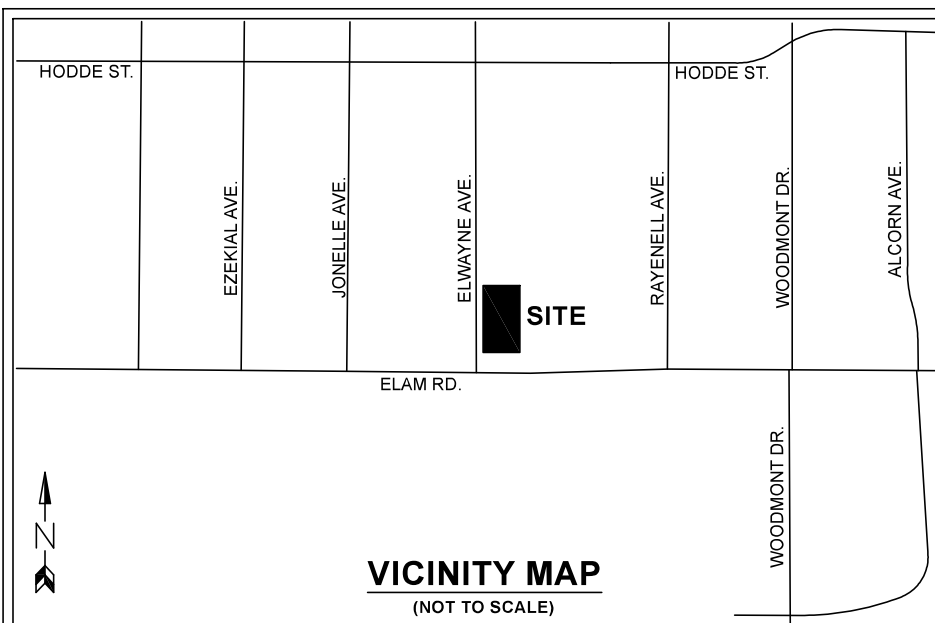 HODDE ST.
HODDE ST.
EZEKIAL AVE.
JONELLE AVE.
ELWAYNE AVE.
RAYENELL AVE.
WOODMONT DR.
ALCORN AVE.
SITE
ELAM RD.
WOODMONT DR.
N
VICINITY MAP
(NOT TO SCALE)